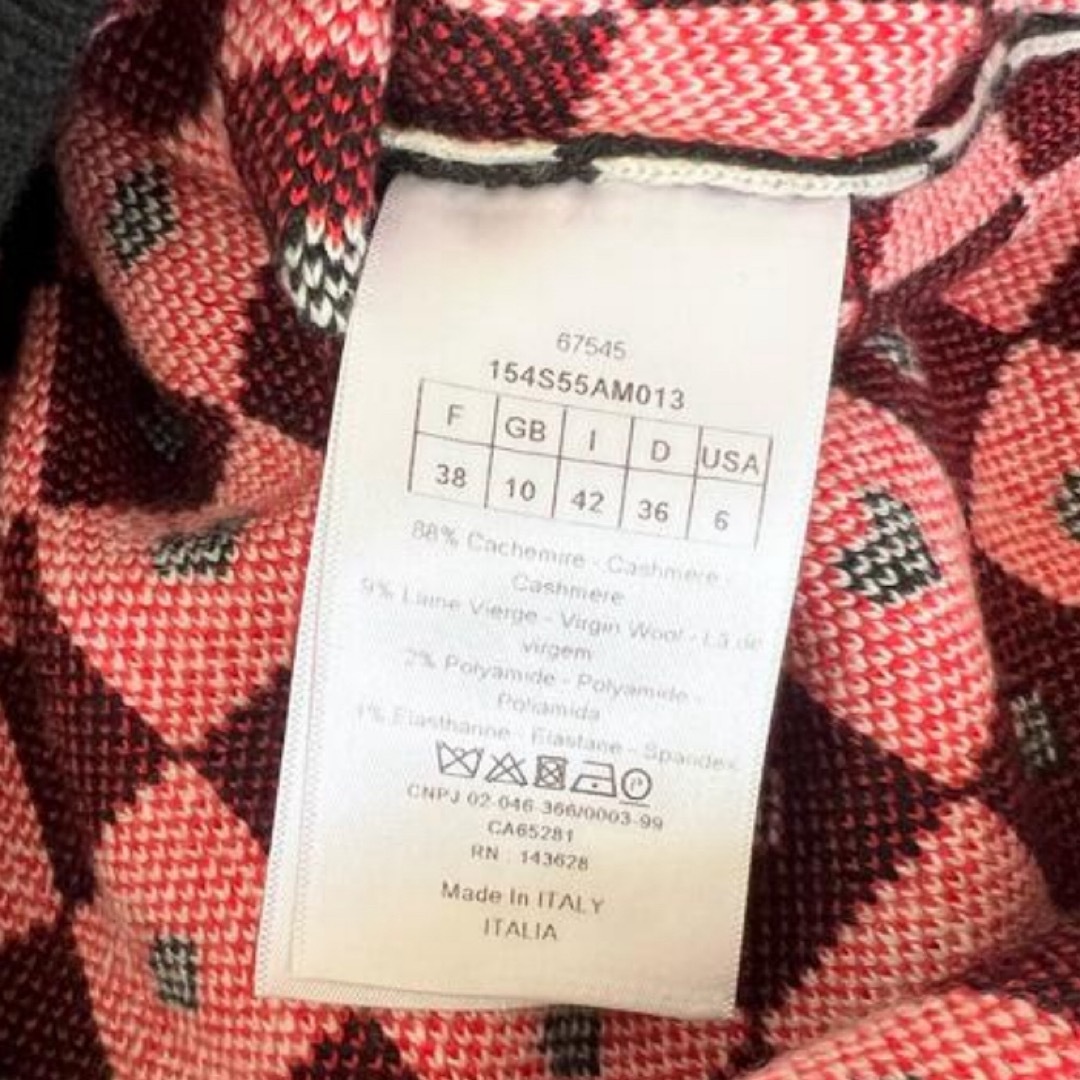 67545
154S55AM013
F GB I D USA
38 10 42 36 6
88% Cachemire - Cashmere -
Cashmere
9% Laine Vierge - Virgin Wool - Lã de
virgem
2% Polyamide - Polyamide -
Poliamida
1% Elasthanne - Elastane - Spandex
CNPJ 02 046 366/0003-99
CA65281
RN : 143628
Made In ITALY
ITALIA